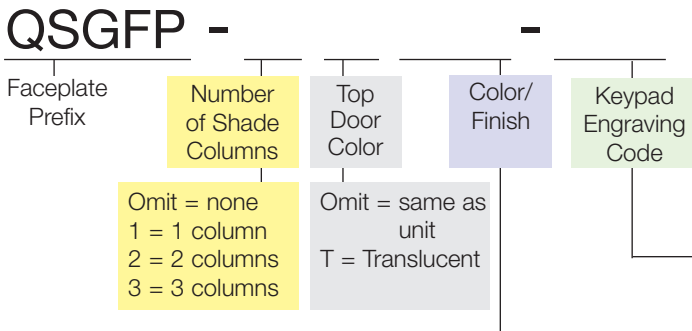 QSGFP - -
Faceplate
Prefix
Number
of Shade
Columns
Top
Door
Color
Color/
Finish
Keypad
Engraving
Code
Omit = none
1 = 1 column
2 = 2 columns
3 = 3 columns
Omit = same as
unit
T = Translucent